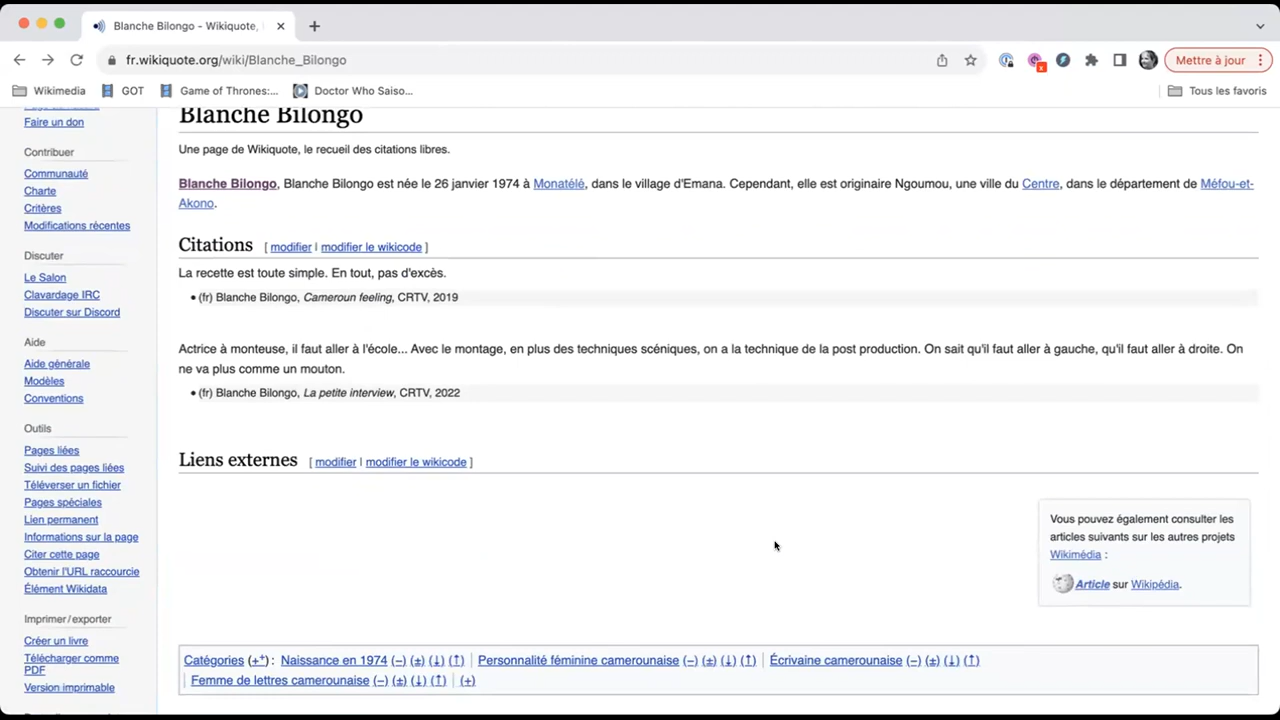 Blanche Bilongo - Wikiquote,
fr.wikiquote.org/wiki/Blanche_Bilongo
Mettre à jour
Wikimedia
GOT
Game of Thrones:...
Doctor Who Saiso...
Tous les favoris
Faire un don
Contribuer
Communauté
Charte
Critères
Modifications récentes
Discuter
Le Salon
Clavardage IRC
Discuter sur Discord
Aide
Aide générale
Modèles
Conventions
Outils
Pages liées
Suivi des pages liées
Téléverser un fichier
Pages spéciales
Lien permanent
Informations sur la page
Citer cette page
Obtenir l'URL raccourcie
Élément Wikidata
Imprimer / exporter
Créer un livre
Télécharger comme
PDF
Version imprimable
Blanche Bilongo
Une page de Wikiquote, le recueil des citations libres.
Blanche Bilongo, Blanche Bilongo est née le 26 janvier 1974 à Monatélé, dans le village d'Emana. Cependant, elle est originaire Ngoumou, une ville du Centre, dans le département de Méfou-et-
Akono.
Citations [ modifier | modifier le wikicode ]
La recette est toute simple. En tout, pas d'excès.
• (fr) Blanche Bilongo, Cameroun feeling, CRTV, 2019
Actrice à monteuse, il faut aller à l'école... Avec le montage, en plus des techniques scéniques, on a la technique de la post production. On sait qu'il faut aller à gauche, qu'il faut aller à droite. On
ne va plus comme un mouton.
• (fr) Blanche Bilongo, La petite interview, CRTV, 2022
Liens externes [ modifier | modifier le wikicode ]
Vous pouvez également consulter les
articles suivants sur les autres projets
Wikimédia :
Article sur Wikipédia.
Catégories (+⁺) : Naissance en 1974 (−) (±) (↓) (↑) | Personnalité féminine camerounaise (−) (±) (↓) (↑) | Écrivaine camerounaise (−) (±) (↓) (↑)
| Femme de lettres camerounaise (−) (±) (↓) (↑) | (+)